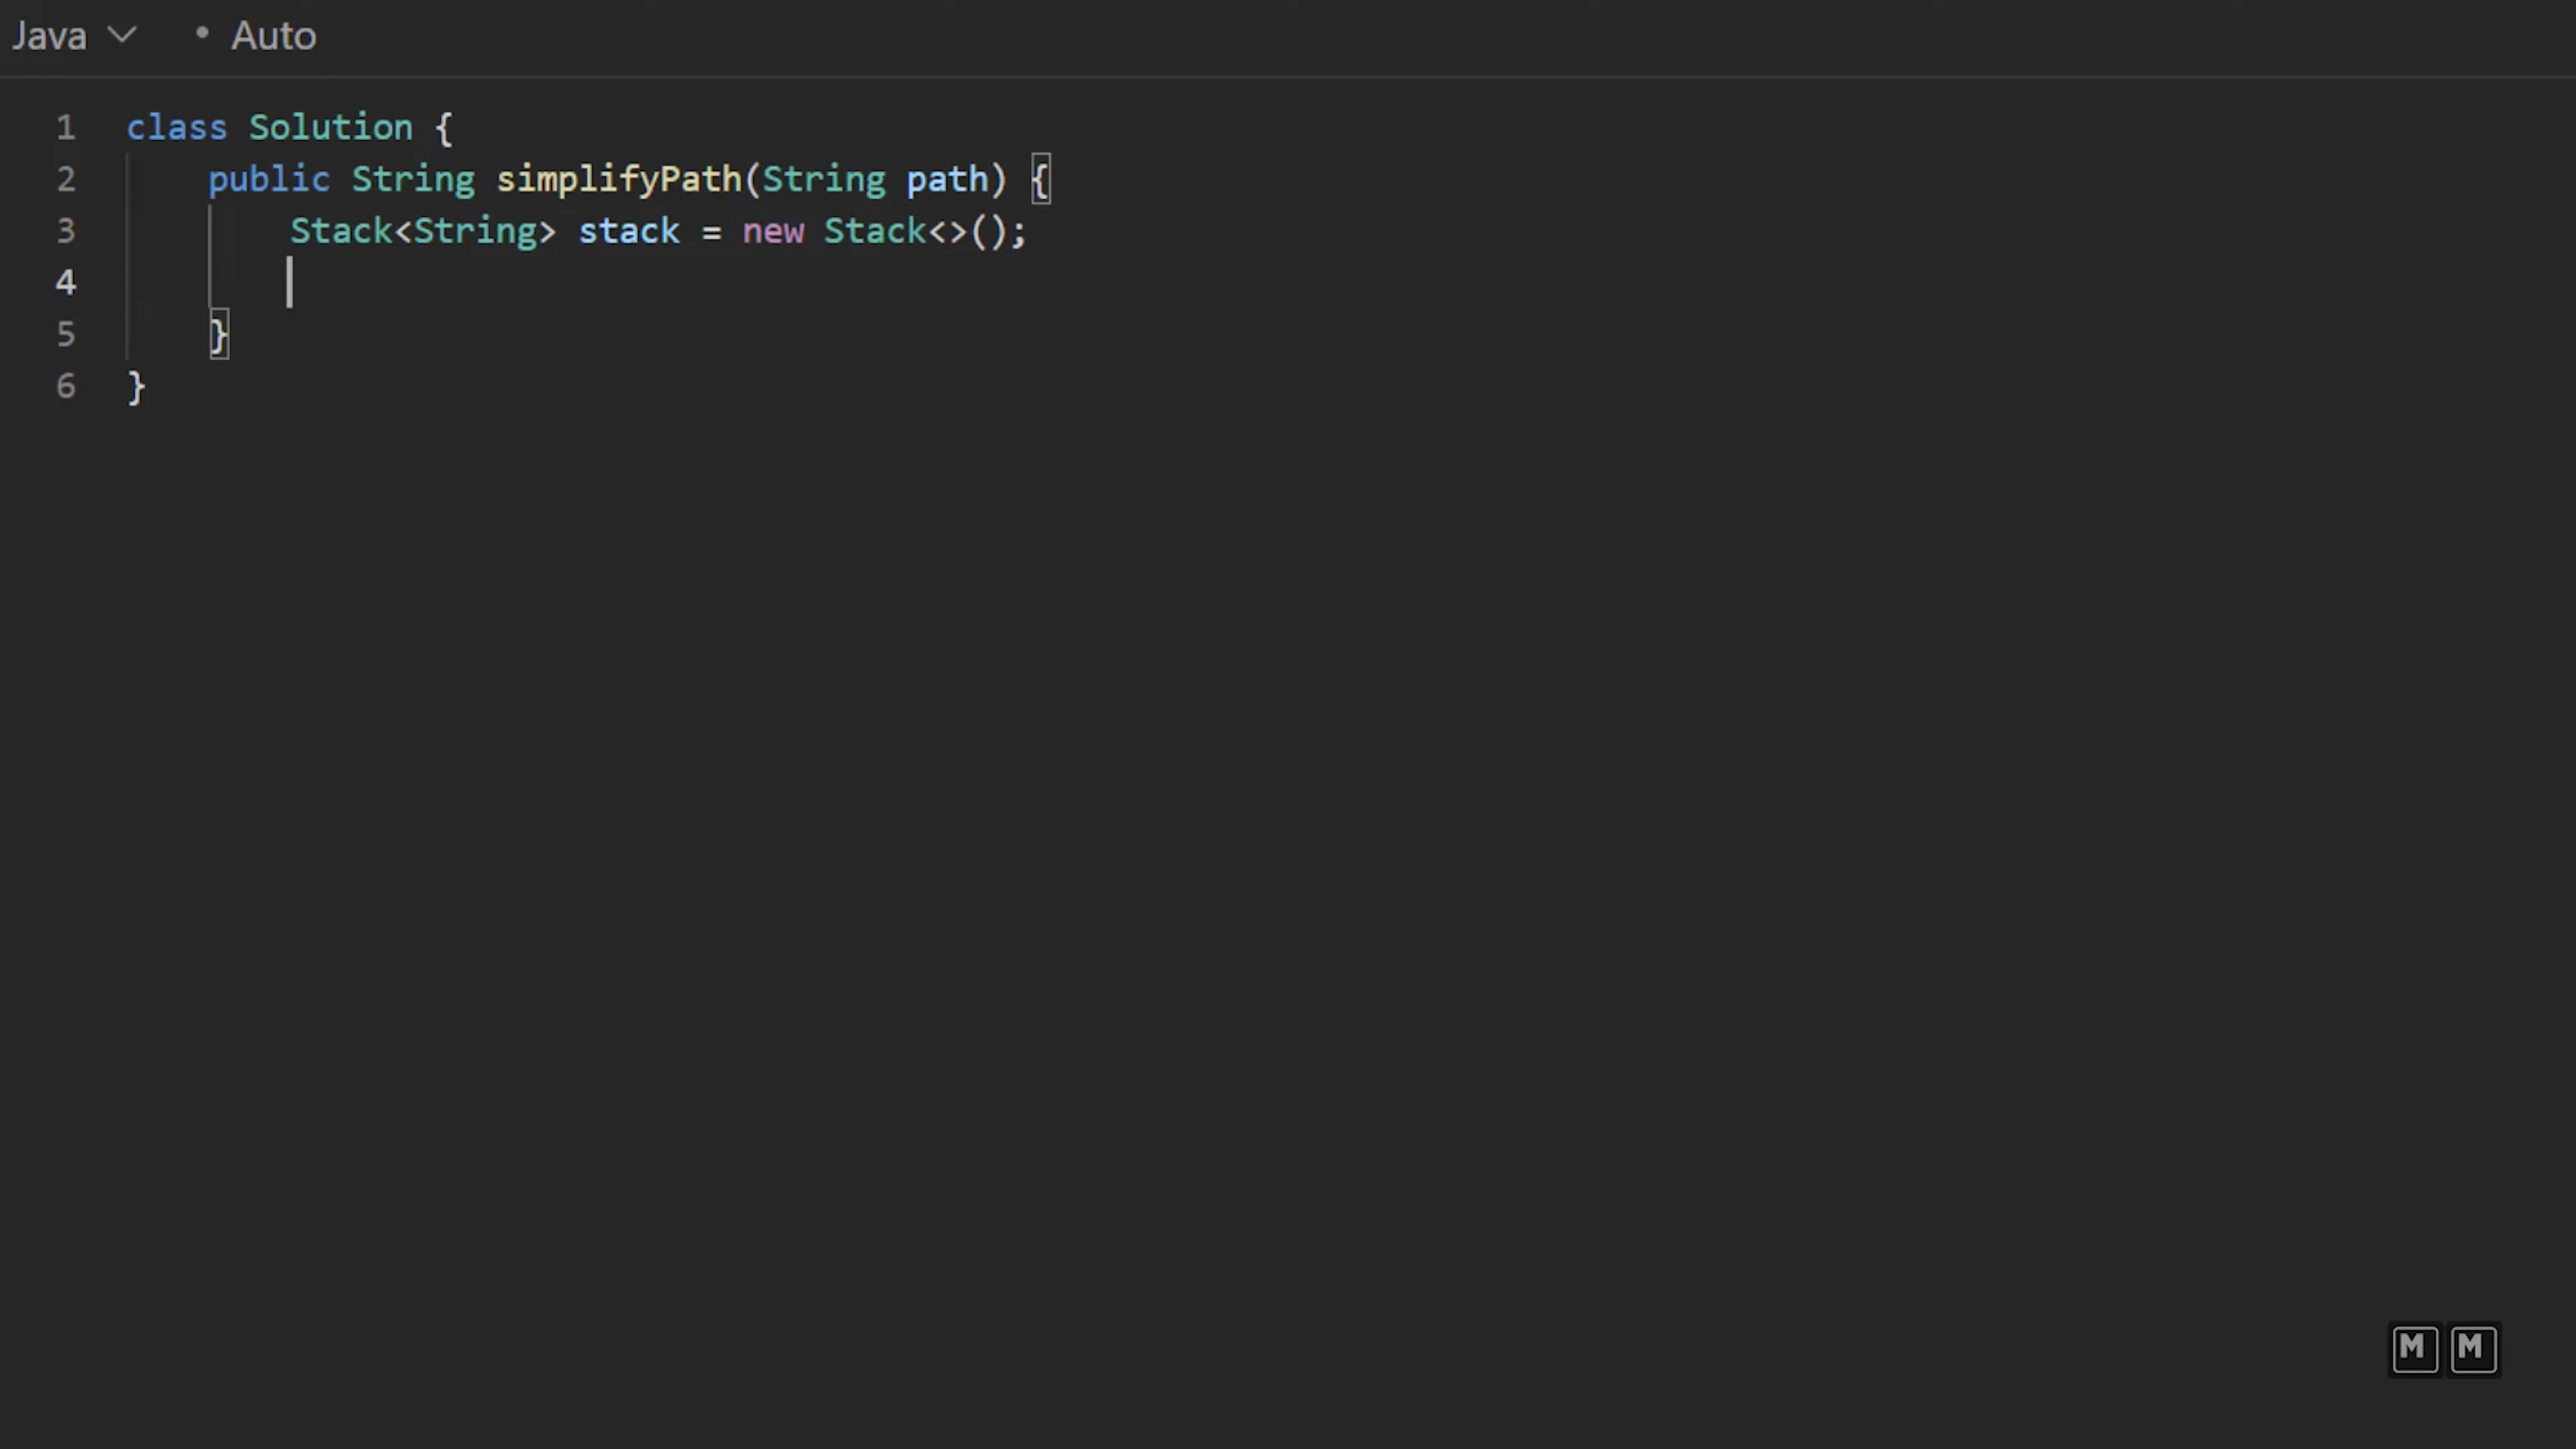 Java • Auto
1 class Solution {
2 public String simplifyPath(String path) {
3 Stack<String> stack = new Stack<>();
4
5 }
6 }
M M